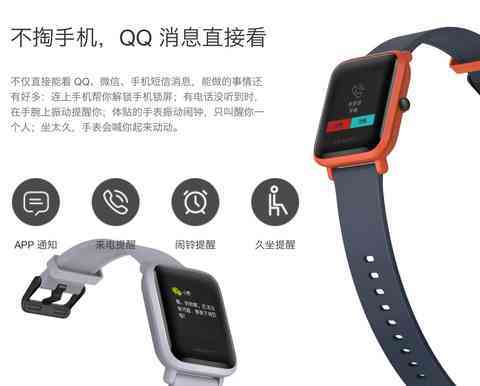 不掏手机，QQ 消息直接看
不仅直接能看 QQ、微信、手机短信消息，能做的事情还
有好多：连上手机帮你解锁手机锁屏；有电话没听到时，
在手腕上振动提醒你；体贴的手表振动闹钟，只叫醒你一
个人；坐太久，手表会喊你起来动动。
APP 通知
来电提醒
闹铃提醒
久坐提醒